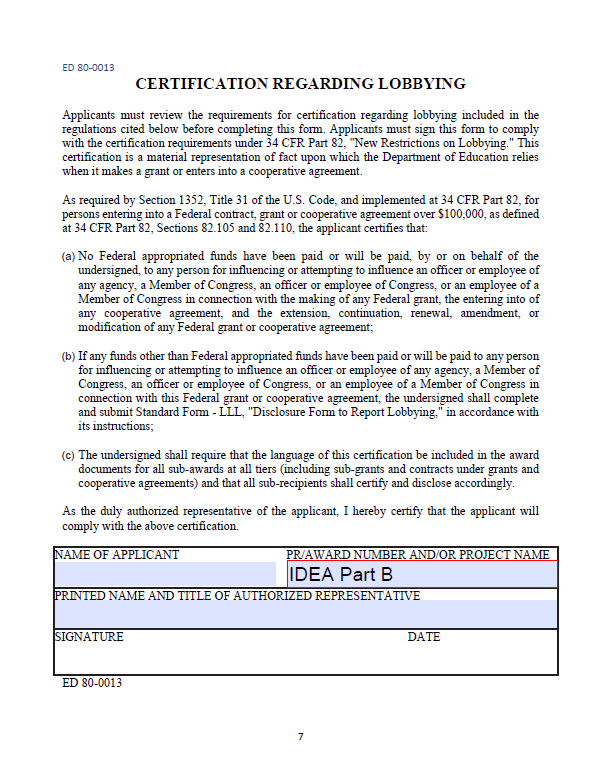 ED 80-0013
CERTIFICATION REGARDING LOBBYING
Applicants must review the requirements for certification regarding lobbying included in the
regulations cited below before completing this form. Applicants must sign this form to comply
with the certification requirements under 34 CFR Part 82, "New Restrictions on Lobbying." This
certification is a material representation of fact upon which the Department of Education relies
when it makes a grant or enters into a cooperative agreement.
As required by Section 1352, Title 31 of the U.S. Code, and implemented at 34 CFR Part 82, for
persons entering into a Federal contract, grant or cooperative agreement over $100,000, as defined
at 34 CFR Part 82, Sections 82.105 and 82.110, the applicant certifies that:
(a) No Federal appropriated funds have been paid or will be paid, by or on behalf of the
undersigned, to any person for influencing or attempting to influence an officer or employee of
any agency, a Member of Congress, an officer or employee of Congress, or an employee of a
Member of Congress in connection with the making of any Federal grant, the entering into of
any cooperative agreement, and the extension, continuation, renewal, amendment, or
modification of any Federal grant or cooperative agreement;
(b) If any funds other than Federal appropriated funds have been paid or will be paid to any person
for influencing or attempting to influence an officer or employee of any agency, a Member of
Congress, an officer or employee of Congress, or an employee of a Member of Congress in
connection with this Federal grant or cooperative agreement, the undersigned shall complete
and submit Standard Form - LLL, "Disclosure Form to Report Lobbying," in accordance with
its instructions;
(c) The undersigned shall require that the language of this certification be included in the award
documents for all sub-awards at all tiers (including sub-grants and contracts under grants and
cooperative agreements) and that all sub-recipients shall certify and disclose accordingly.
As the duly authorized representative of the applicant, I hereby certify that the applicant will
comply with the above certification.
NAME OF APPLICANT
PR/AWARD NUMBER AND/OR PROJECT NAME
IDEA Part B
PRINTED NAME AND TITLE OF AUTHORIZED REPRESENTATIVE
SIGNATURE
DATE
ED 80-0013
7